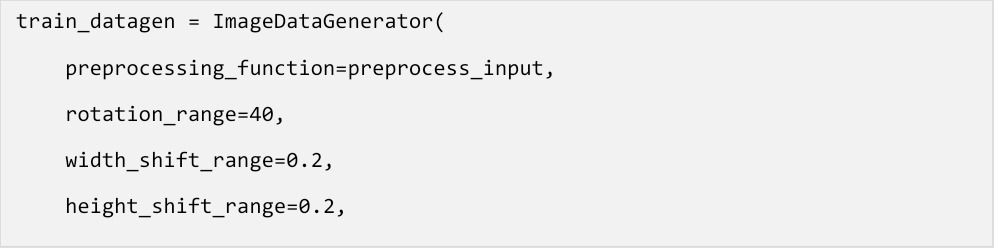 train_datagen = ImageDataGenerator(
    preprocessing_function=preprocess_input,
    rotation_range=40,
    width_shift_range=0.2,
    height_shift_range=0.2,